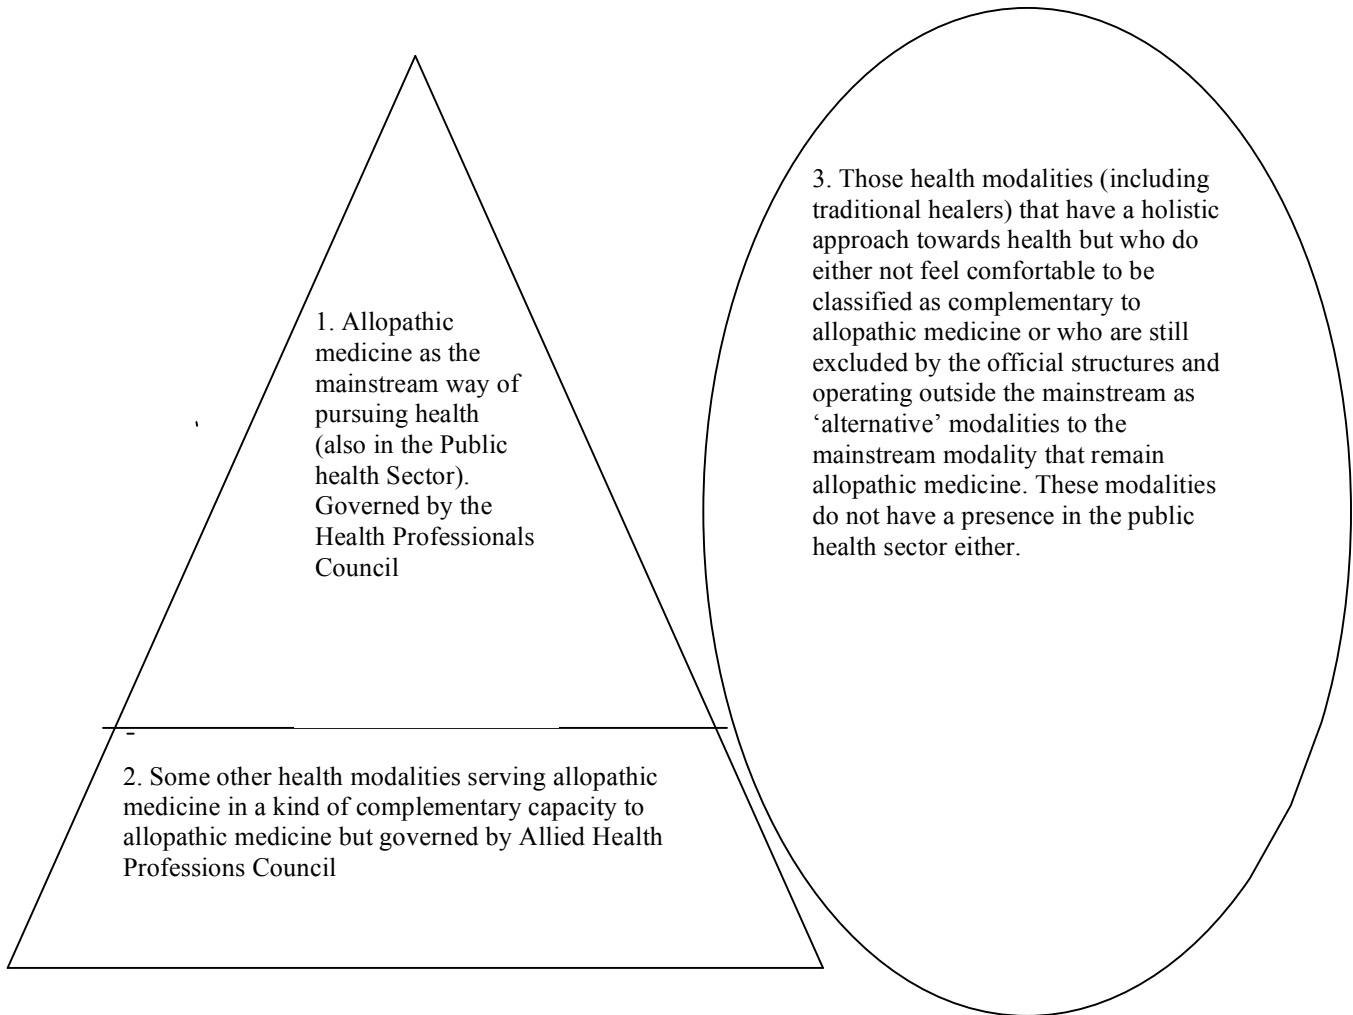 1. Allopathic
medicine as the
mainstream way of
pursuing health
(also in the Public
health Sector).
Governed by the
Health Professionals
Council
2. Some other health modalities serving allopathic
medicine in a kind of complementary capacity to
allopathic medicine but governed by Allied Health
Professions Council
3. Those health modalities (including
traditional healers) that have a holistic
approach towards health but who do
either not feel comfortable to be
classified as complementary to
allopathic medicine or who are still
excluded by the official structures and
operating outside the mainstream as
‘alternative’ modalities to the
mainstream modality that remain
allopathic medicine. These modalities
do not have a presence in the public
health sector either.